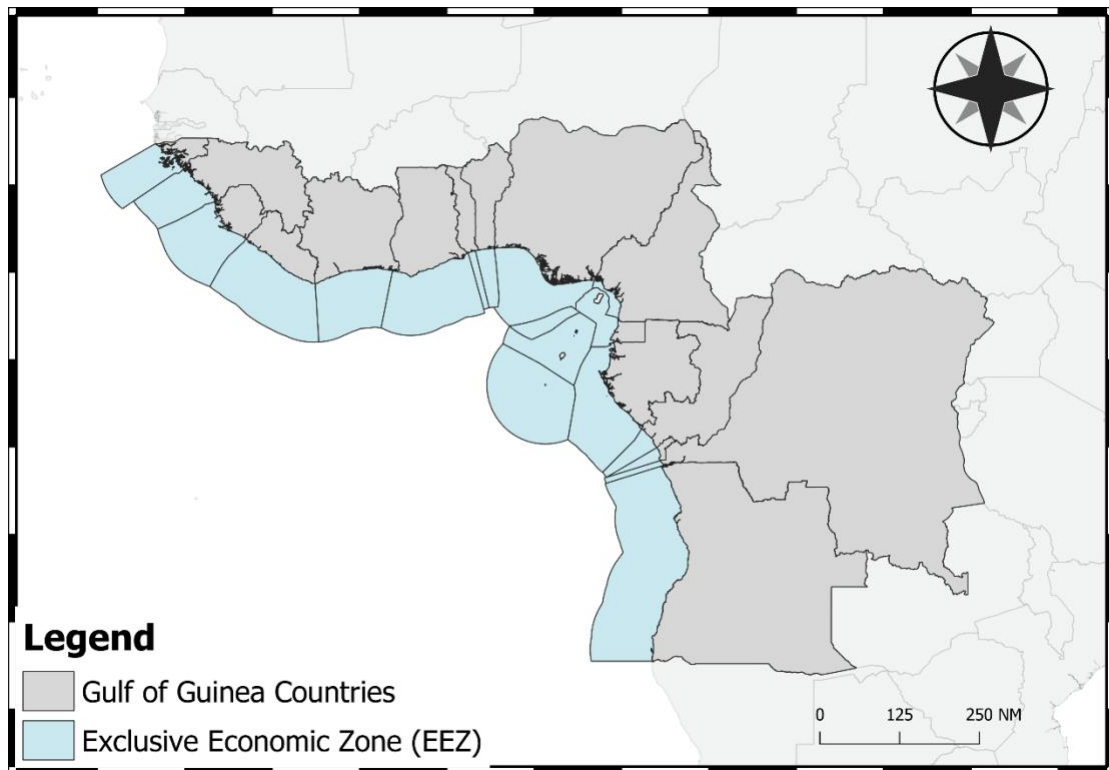 Legend
Gulf of Guinea Countries
Exclusive Economic Zone (EEZ)
0 125 250 NM